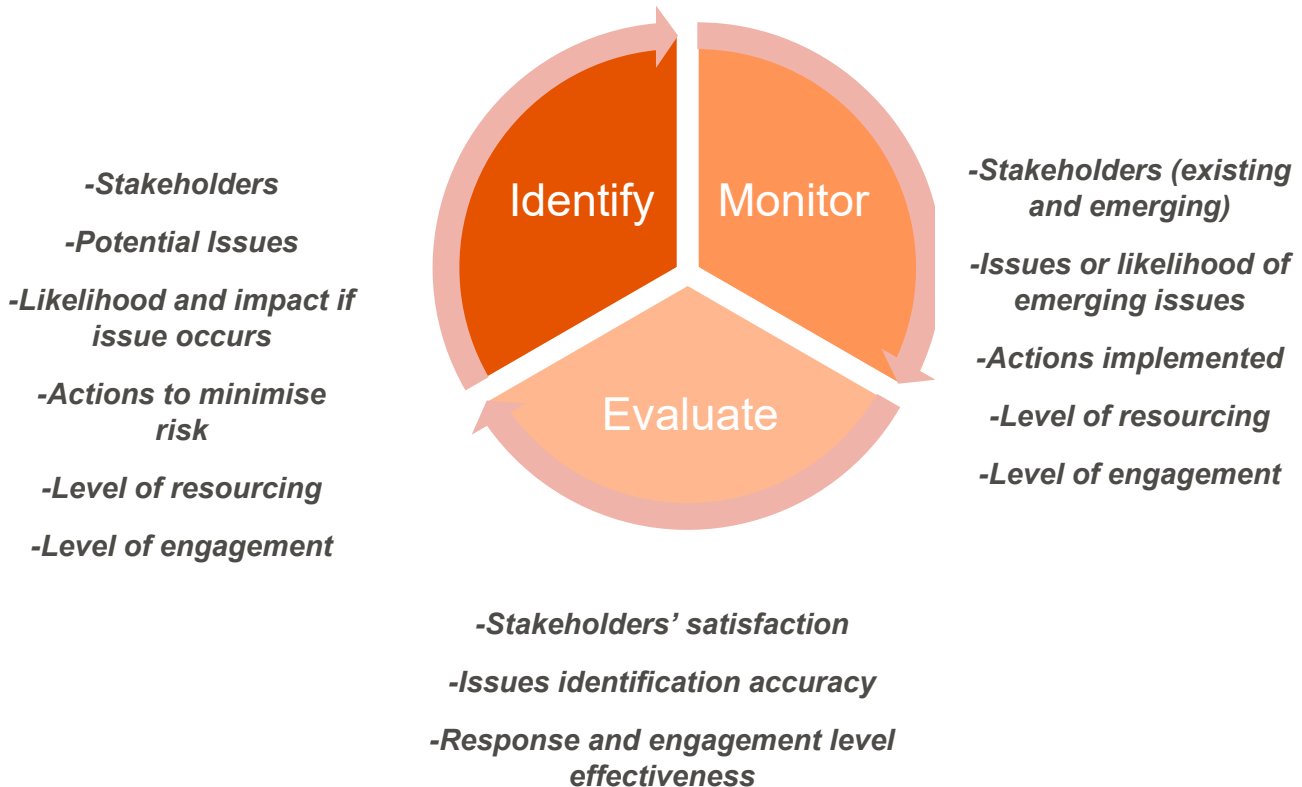 Identify
Monitor
Evaluate
-Stakeholders
-Potential Issues
-Likelihood and impact if
issue occurs
-Actions to minimise
risk
-Level of resourcing
-Level of engagement
-Stakeholders (existing
and emerging)
-Issues or likelihood of
emerging issues
-Actions implemented
-Level of resourcing
-Level of engagement
-Stakeholders’ satisfaction
-Issues identification accuracy
-Response and engagement level
effectiveness